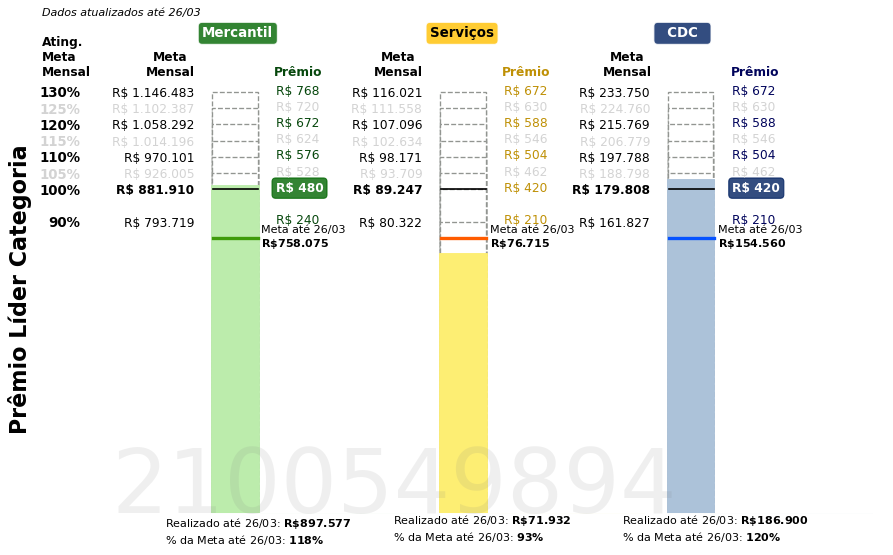 Dados atualizados até 26/03
Mercantil Serviços CDC
Ating. Meta Mensal Meta Mensal Prêmio Meta Mensal Prêmio Meta Mensal Prêmio
130% R$ 1.146.483 R$ 768 R$ 116.021 R$ 672 R$ 233.750 R$ 672
125% R$ 1.102.387 R$ 720 R$ 111.558 R$ 630 R$ 224.760 R$ 630
120% R$ 1.058.292 R$ 672 R$ 107.096 R$ 588 R$ 215.769 R$ 588
115% R$ 1.014.196 R$ 624 R$ 102.634 R$ 546 R$ 206.779 R$ 546
110% R$ 970.101 R$ 576 R$ 98.171 R$ 504 R$ 197.788 R$ 504
105% R$ 926.005 R$ 528 R$ 93.709 R$ 462 R$ 188.798 R$ 462
100% R$ 881.910 R$ 480 R$ 89.247 R$ 420 R$ 179.808 R$ 420
90% R$ 793.719 R$ 240 R$ 80.322 R$ 210 R$ 161.827 R$ 210
Meta até 26/03 Meta até 26/03 Meta até 26/03
R$758.075 R$76.715 R$154.560
Prêmio Líder Categoria
2100549894
Realizado até 26/03: R$897.577 Realizado até 26/03: R$71.932 Realizado até 26/03: R$186.900
% da Meta até 26/03: 118% % da Meta até 26/03: 93% % da Meta até 26/03: 120%